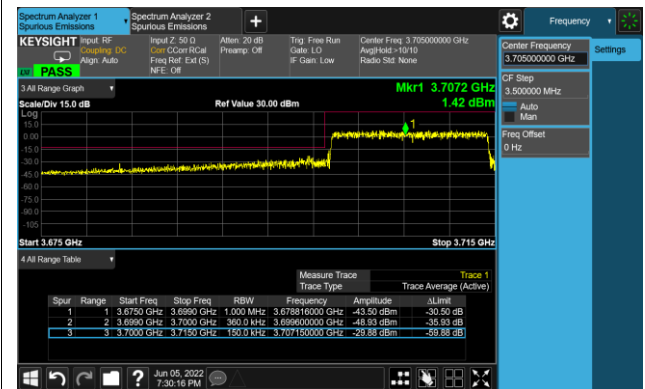 Spectrum Analyzer 1
Spurious Emissions
Spectrum Analyzer 2
Spurious Emissions
+
Frequency
KEYSIGHT
Input: RF
Coupling: DC
Align: Auto
Input Z: 50 Ω
Corr CCorr RCal
Freq Ref: Ext (S)
NFE: Off
Atten: 20 dB
Preamp: Off
Trig: Free Run
Gate: LO
IF Gain: Low
Center Freq: 3.705000000 GHz
Avg|Hold:>10/10
Radio Std: None
LXI PASS
3 All Range Graph
Scale/Div 15.0 dB
Ref Value 30.00 dBm
Mkr1 3.7072 GHz
1.42 dBm
Log
15.0
0.00
-15.0
-30.0
-45.0
-60.0
-75.0
-90.0
-105
1
Start 3.675 GHz
Stop 3.715 GHz
4 All Range Table
Measure Trace Trace 1
Trace Type Trace Average (Active)
Spur Range Start Freq Stop Freq RBW Frequency Amplitude ΔLimit
1 1 3.6750 GHz 3.6990 GHz 1.000 MHz 3.678816000 GHz -43.50 dBm -30.50 dB
2 2 3.6990 GHz 3.7000 GHz 360.0 kHz 3.699600000 GHz -48.93 dBm -35.93 dB
3 3 3.7000 GHz 3.7150 GHz 150.0 kHz 3.707150000 GHz -29.88 dBm -59.88 dB
Center Frequency
3.705000000 GHz
CF Step
3.500000 MHz
Auto
Man
Freq Offset
0 Hz
Settings
?
Jun 05, 2022
7:30:16 PM